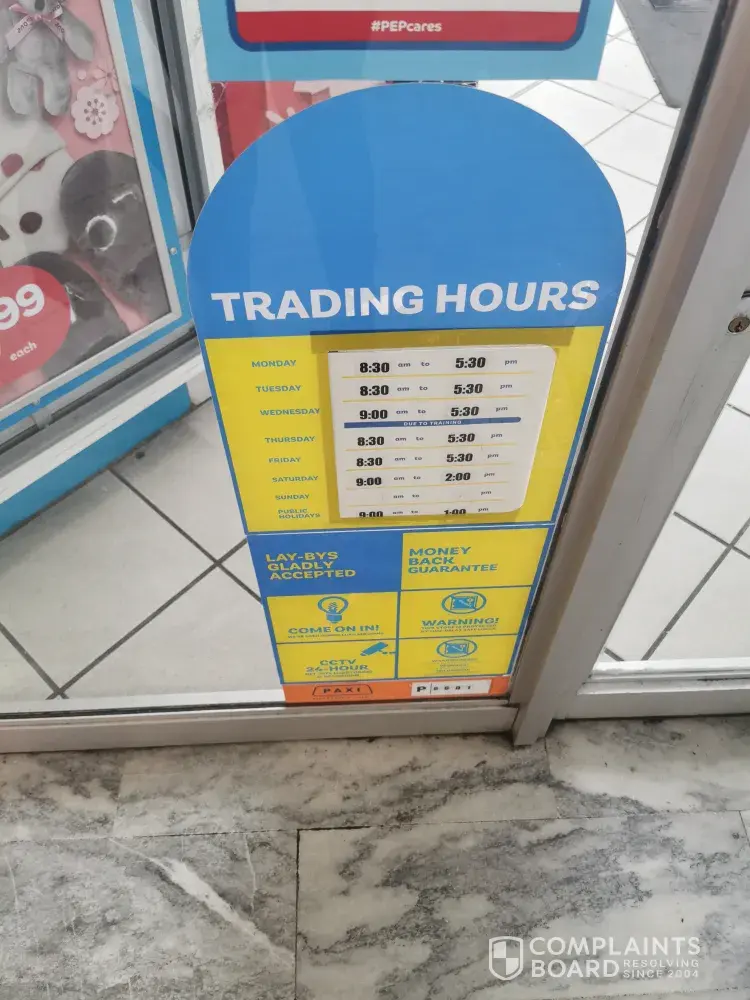 #PEPcares
99
each
TRADING HOURS
MONDAY 8:30 am to 5:30 pm
TUESDAY 8:30 am to 5:30 pm
WEDNESDAY 9:00 am to 5:30 pm
DUE TO TRAINING
THURSDAY 8:30 am to 5:30 pm
FRIDAY 8:30 am to 5:30 pm
SATURDAY 9:00 am to 2:00 pm
SUNDAY am to pm
PUBLIC HOLIDAYS 9:00 am to 1:00 pm
LAY-BYS
GLADLY
ACCEPTED
MONEY
BACK
GUARANTEE
COME ON IN!
WARNING!
CCTV
24-HOUR
PAXI
P
COMPLAINTS
BOARD RESOLVING
SINCE 2004